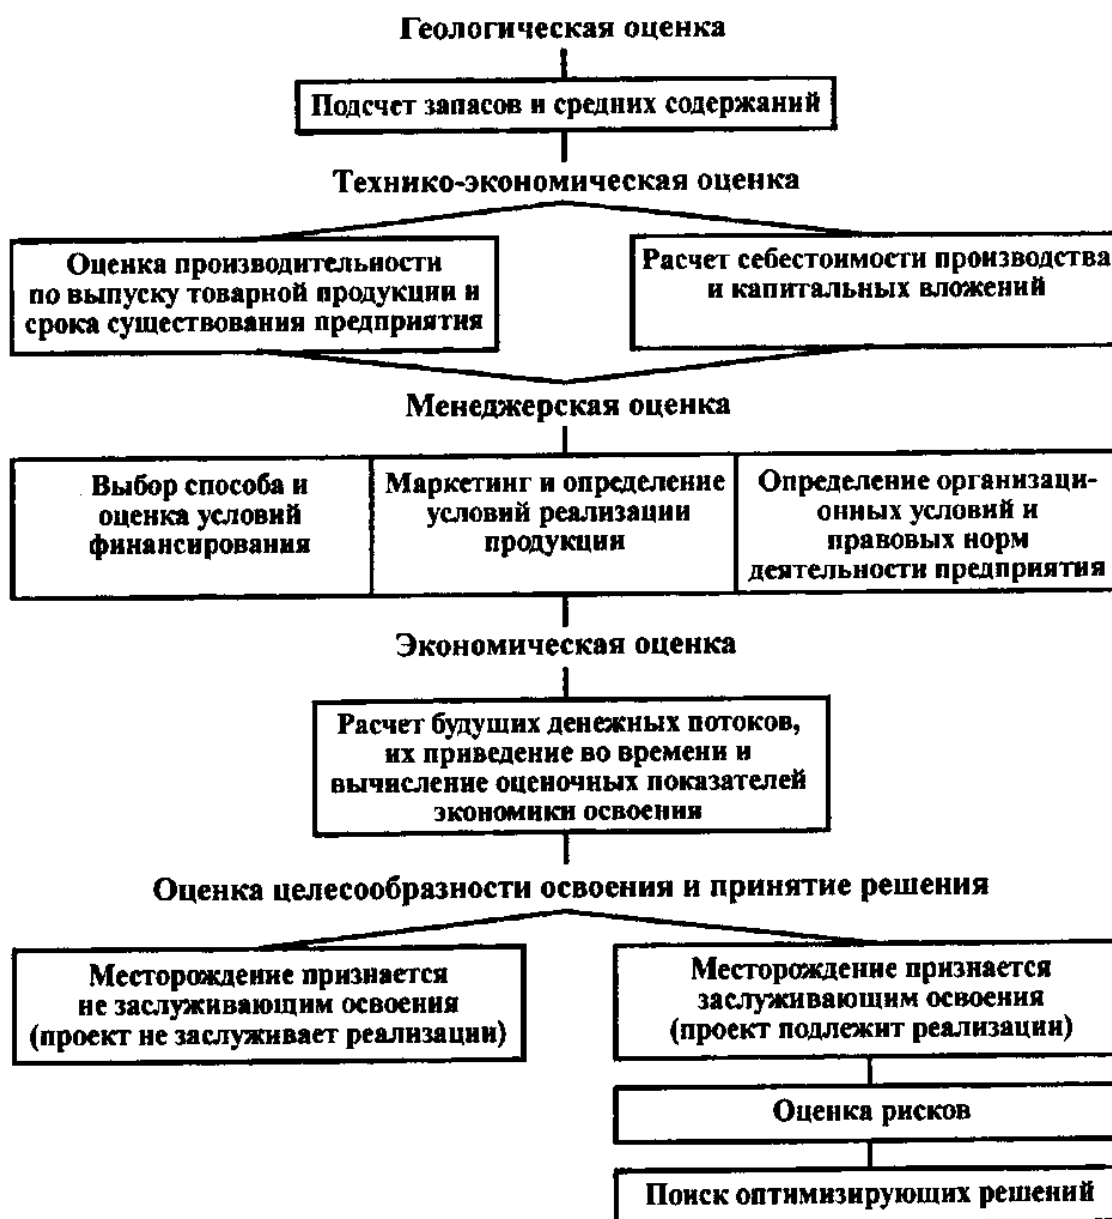 Геологическая оценка
Подсчет запасов и средних содержаний
Технико-экономическая оценка
Оценка производительности
по выпуску товарной продукции и
срока существования предприятия
Расчет себестоимости производства
и капитальных вложений
Менеджерская оценка
Выбор способа и
оценка условий
финансирования
Маркетинг и определение
условий реализации
продукции
Определение организаци-
онных условий и
правовых норм
деятельности предприятия
Экономическая оценка
Расчет будущих денежных потоков,
их приведение во времени и
вычисление оценочных показателей
экономики освоения
Оценка целесообразности освоения и принятие решения
Месторождение признается
не заслуживающим освоения
(проект не заслуживает реализации)
Месторождение признается
заслуживающим освоения
(проект подлежит реализации)
Оценка рисков
Поиск оптимизирующих решений